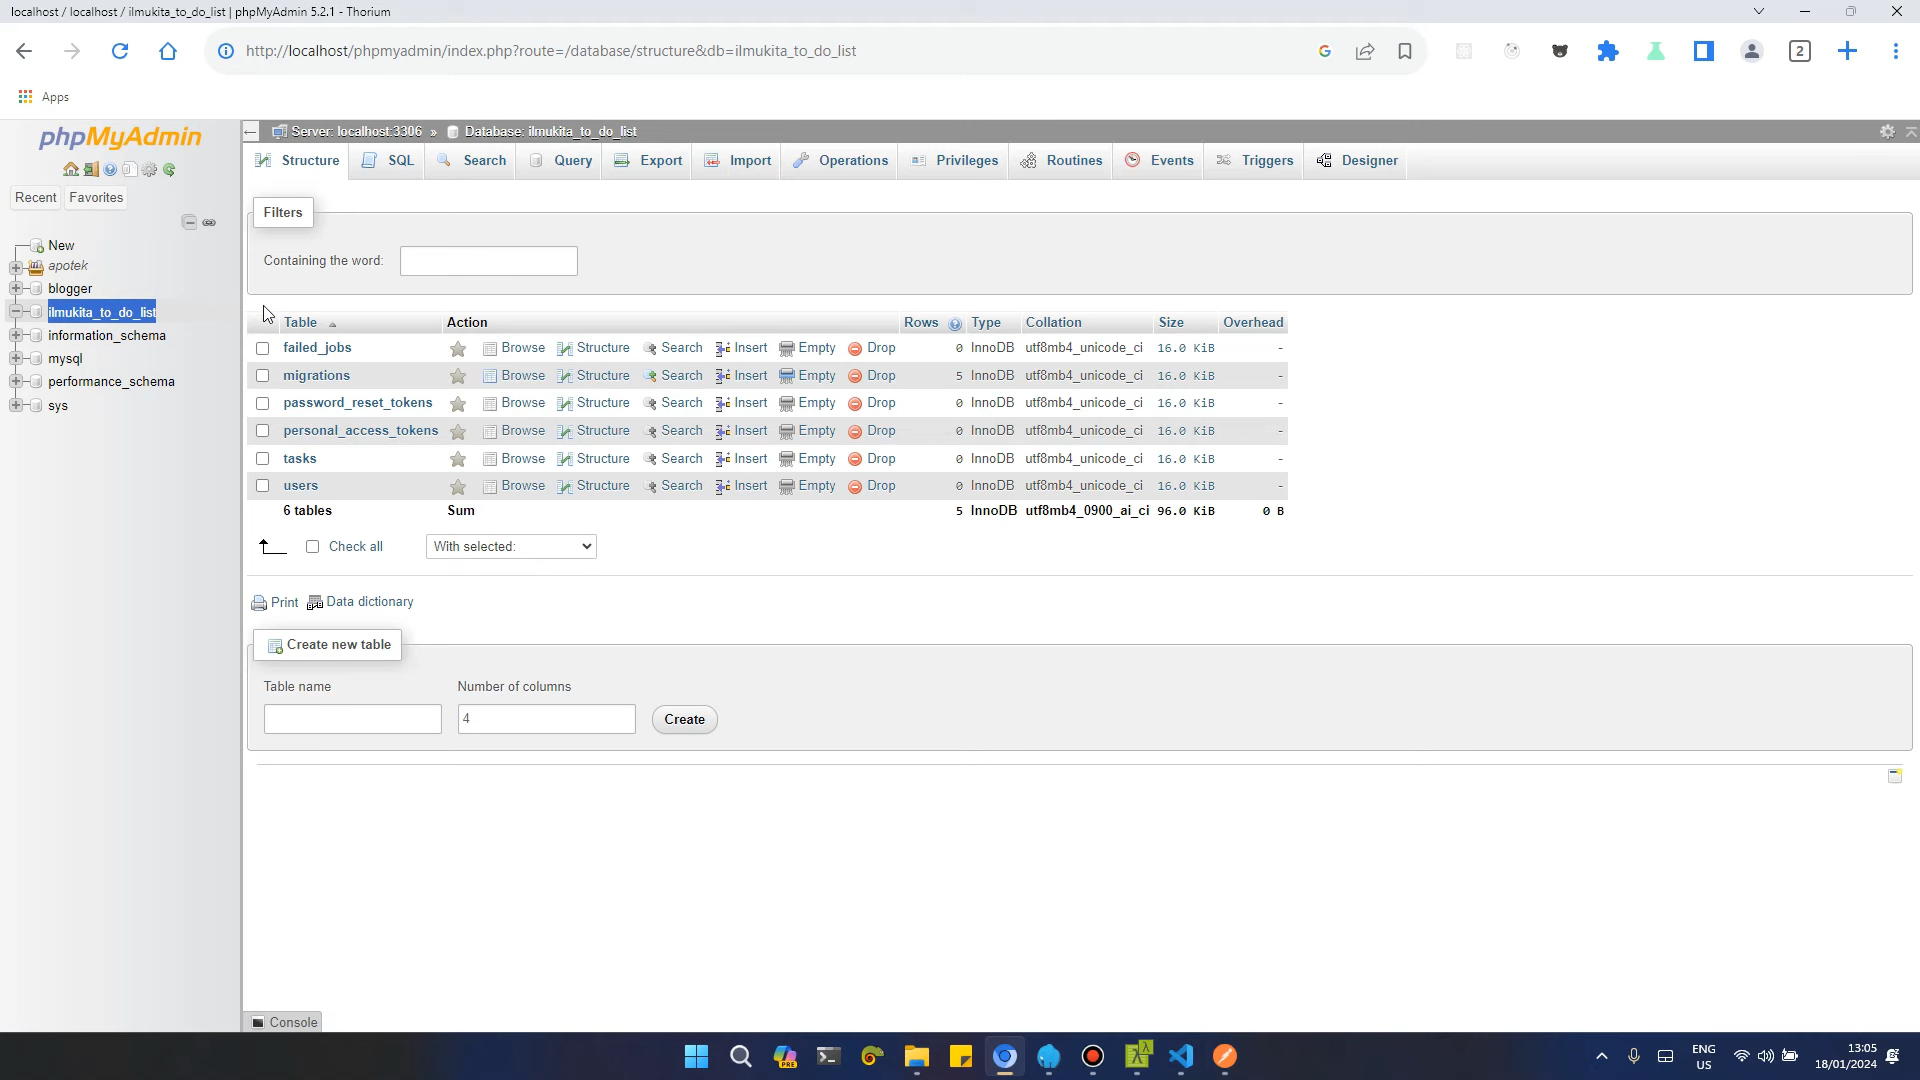 localhost / localhost / ilmukita_to_do_list | phpMyAdmin 5.2.1 - Thorium
http://localhost/phpmyadmin/index.php?route=/database/structure&db=ilmukita_to_do_list
2
Apps
phpMyAdmin
Recent Favorites
New
apotek
blogger
ilmukita_to_do_list
information_schema
mysql
performance_schema
sys
Server: localhost:3306 » Database: ilmukita_to_do_list
Structure SQL Search Query Export Import Operations Privileges Routines Events Triggers Designer
Filters
Containing the word:
Table Action Rows Type Collation Size Overhead
failed_jobs Browse Structure Search Insert Empty Drop 0 InnoDB utf8mb4_unicode_ci 16.0 KiB -
migrations Browse Structure Search Insert Empty Drop 5 InnoDB utf8mb4_unicode_ci 16.0 KiB -
password_reset_tokens Browse Structure Search Insert Empty Drop 0 InnoDB utf8mb4_unicode_ci 16.0 KiB -
personal_access_tokens Browse Structure Search Insert Empty Drop 0 InnoDB utf8mb4_unicode_ci 16.0 KiB -
tasks Browse Structure Search Insert Empty Drop 0 InnoDB utf8mb4_unicode_ci 16.0 KiB -
users Browse Structure Search Insert Empty Drop 0 InnoDB utf8mb4_unicode_ci 16.0 KiB -
6 tables Sum 5 InnoDB utf8mb4_0900_ai_ci 96.0 KiB 0 B
Check all With selected:
Print Data dictionary
Create new table
Table name Number of columns
4 Create
Console
PRE
ENG
US
13:05
18/01/2024